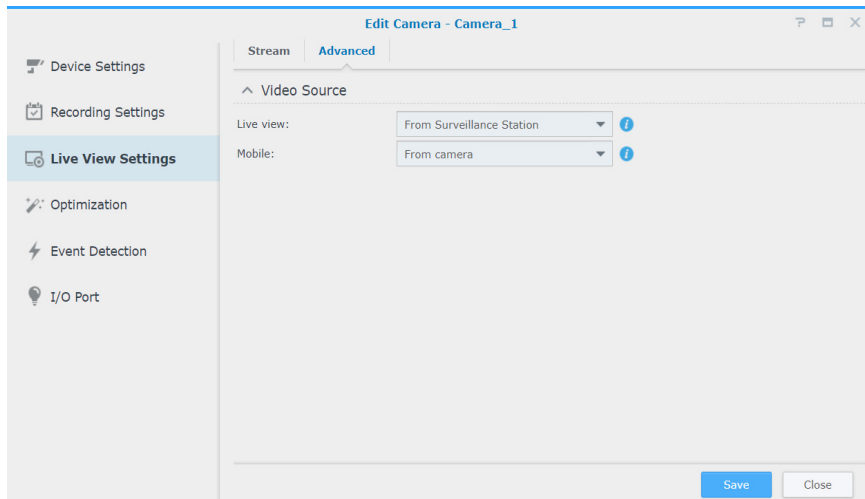 Edit Camera - Camera_1
Device Settings
Recording Settings
Live View Settings
Optimization
Event Detection
I/O Port
Stream
Advanced
Video Source
Live view:
From Surveillance Station
Mobile:
From camera
Save
Close